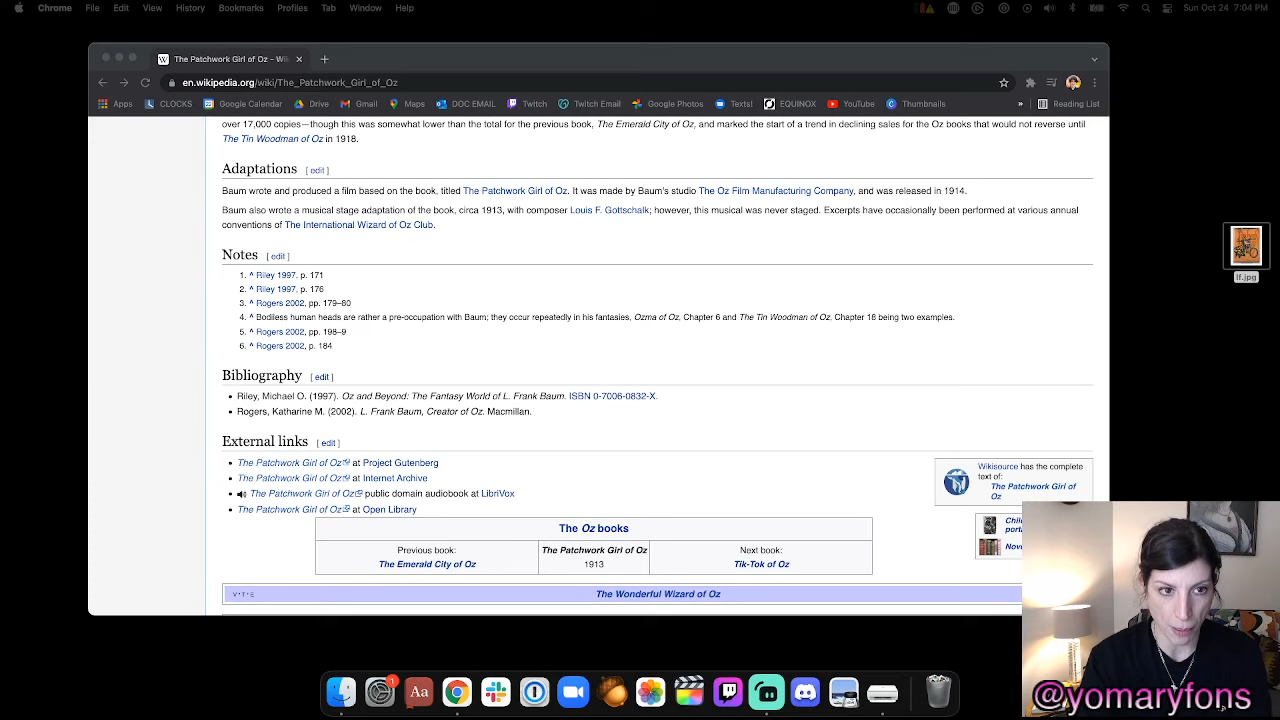 Chrome File Edit View History Bookmarks Profiles Tab Window Help Sun Oct 24 7:04 PM
The Patchwork Girl of Oz - Wi
en.wikipedia.org/wiki/The_Patchwork_Girl_of_Oz
Apps CLOCKS Google Calendar Drive Gmail Maps DOC EMAIL Twitch Twitch Email Google Photos Texts! EQUINOX YouTube Thumbnails » Reading List
over 17,000 copies—though this was somewhat lower than the total for the previous book, The Emerald City of Oz, and marked the start of a trend in declining sales for the Oz books that would not reverse until
The Tin Woodman of Oz in 1918.
Adaptations [ edit ]
Baum wrote and produced a film based on the book, titled The Patchwork Girl of Oz. It was made by Baum's studio The Oz Film Manufacturing Company, and was released in 1914.
Baum also wrote a musical stage adaptation of the book, circa 1913, with composer Louis F. Gottschalk; however, this musical was never staged. Excerpts have occasionally been performed at various annual
conventions of The International Wizard of Oz Club.
lf.jpg
Notes [ edit ]
1. ^ Riley 1997, p. 171
2. ^ Riley 1997, p. 176
3. ^ Rogers 2002, pp. 179–80
4. ^ Bodiless human heads are rather a pre-occupation with Baum; they occur repeatedly in his fantasies, Ozma of Oz, Chapter 6 and The Tin Woodman of Oz, Chapter 18 being two examples.
5. ^ Rogers 2002, pp. 198–9
6. ^ Rogers 2002, p. 184
Bibliography [ edit ]
• Riley, Michael O. (1997). Oz and Beyond: The Fantasy World of L. Frank Baum. ISBN 0-7006-0832-X.
• Rogers, Katharine M. (2002). L. Frank Baum, Creator of Oz. Macmillan.
External links [ edit ]
• The Patchwork Girl of Oz at Project Gutenberg
• The Patchwork Girl of Oz at Internet Archive
• The Patchwork Girl of Oz public domain audiobook at LibriVox
• The Patchwork Girl of Oz at Open Library
Wikisource has the complete
text of:
The Patchwork Girl of
Oz
Chil
port
Nov
The Oz books
Previous book: The Patchwork Girl of Oz Next book:
The Emerald City of Oz 1913 Tik-Tok of Oz
V·T·E The Wonderful Wizard of Oz
1
Aa
@yomaryfons